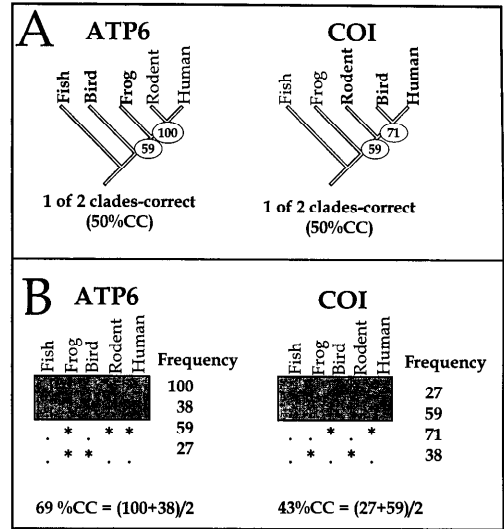 A
ATP6
COI
Fish
Bird
Frog
Rodent
Human
Fish
Frog
Rodent
Bird
Human
59
100
59
71
1 of 2 clades-correct
(50%CC)
1 of 2 clades-correct
(50%CC)
B
ATP6
COI
Fish
Frog
Bird
Rodent
Human
Frequency
Fish
Frog
Bird
Rodent
Human
Frequency
100
38
. * . * *
59
. * * . .
27
27
59
. . * . *
71
. * . * .
38
69 %CC = (100+38)/2
43%CC = (27+59)/2